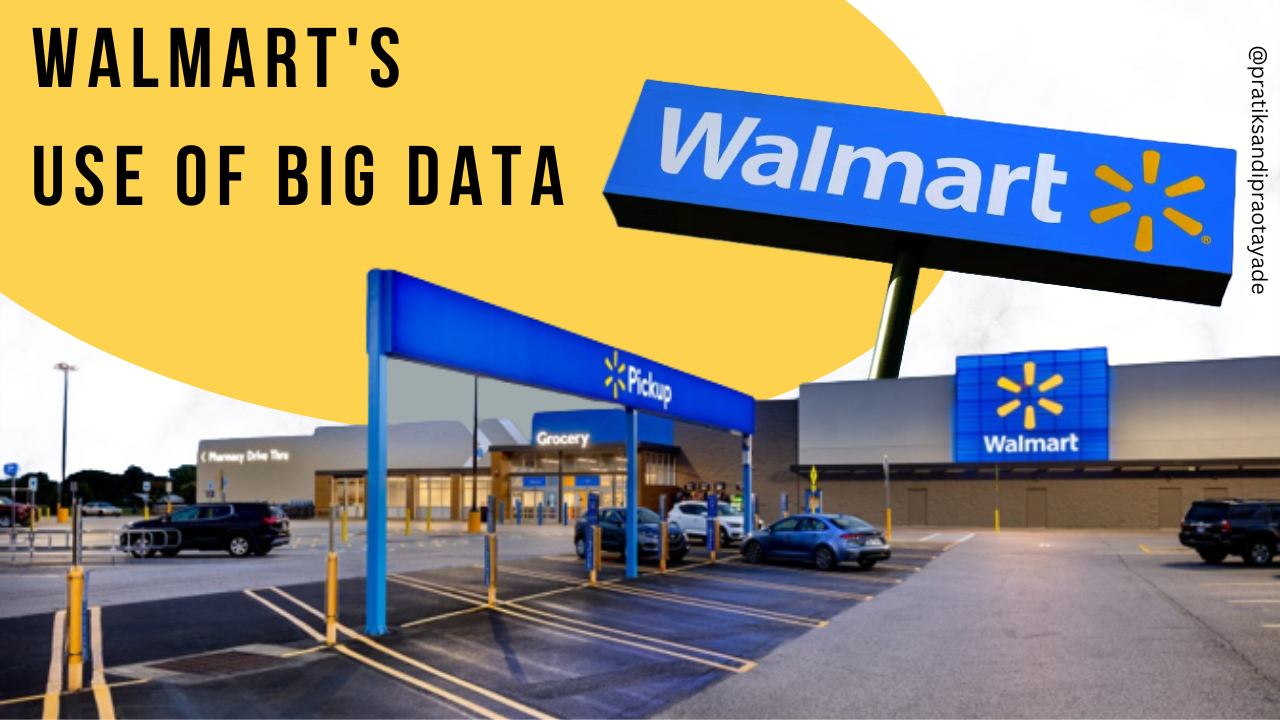 WALMART'S
USE OF BIG DATA
@pratiksandipraotayade
Walmart
®
Pickup
Grocery
< Pharmacy Drive Thru
Walmart